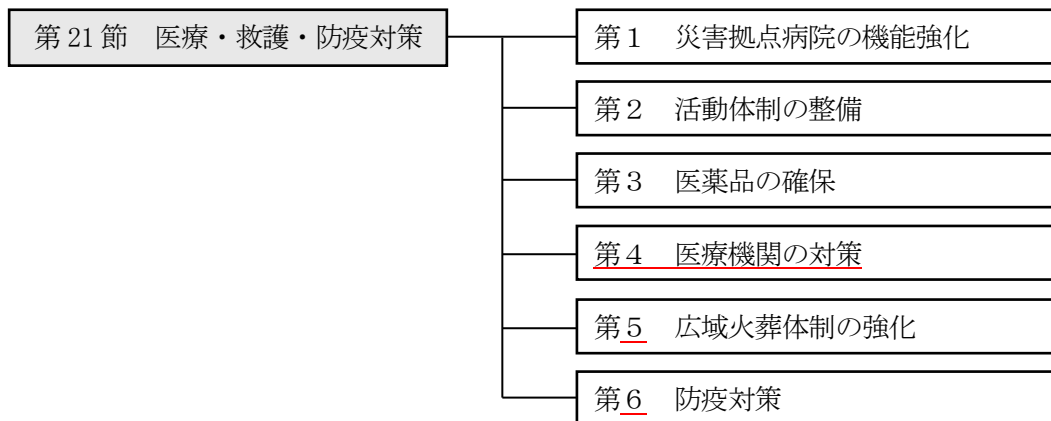 第21節　医療・救護・防疫対策
第１　災害拠点病院の機能強化
第２　活動体制の整備
第３　医薬品の確保
第４　医療機関の対策
第５　広域火葬体制の強化
第６　防疫対策